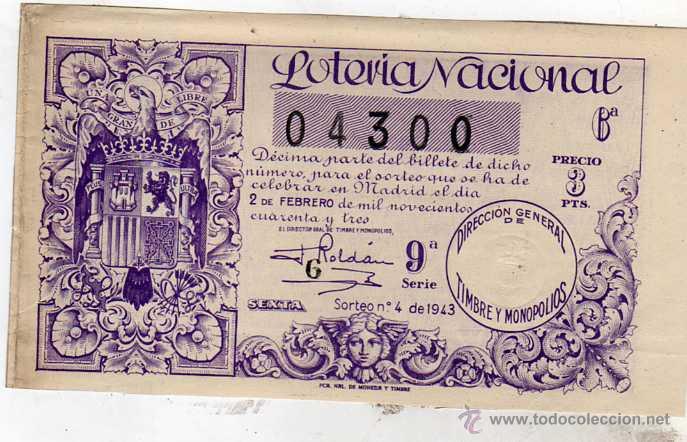 Lotería Nacional
UNA GRANDE LIBRE
04300
6ª
Décima parte del billete de dicho
número, para el sorteo que se ha de
celebrar en Madrid el día
2 DE FEBRERO de mil novecientos
cuarenta y tres
PRECIO
3
PTS.
EL DIRECTOR GRAL DE TIMBRE Y MONOPOLIOS,
Roldán
G
9ª
Serie
DIRECCIÓN GENERAL
DE
TIMBRE Y MONOPOLIOS
SEXTA
Sorteo nº 4 de 1943
FCA. NAL. DE MONEDA Y TIMBRE
www.todocoleccion.net